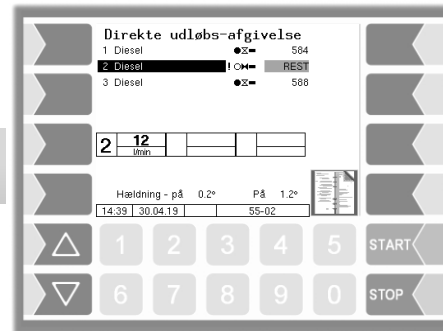 Direkte udløbs-afgivelse
1 Diesel 584
2 Diesel ! REST
3 Diesel 588
2 12 l/min
Hældning - på 0.2° På 1.2°
14:39 30.04.19 55-02
1 2 3 4 5 START
6 7 8 9 0 STOP